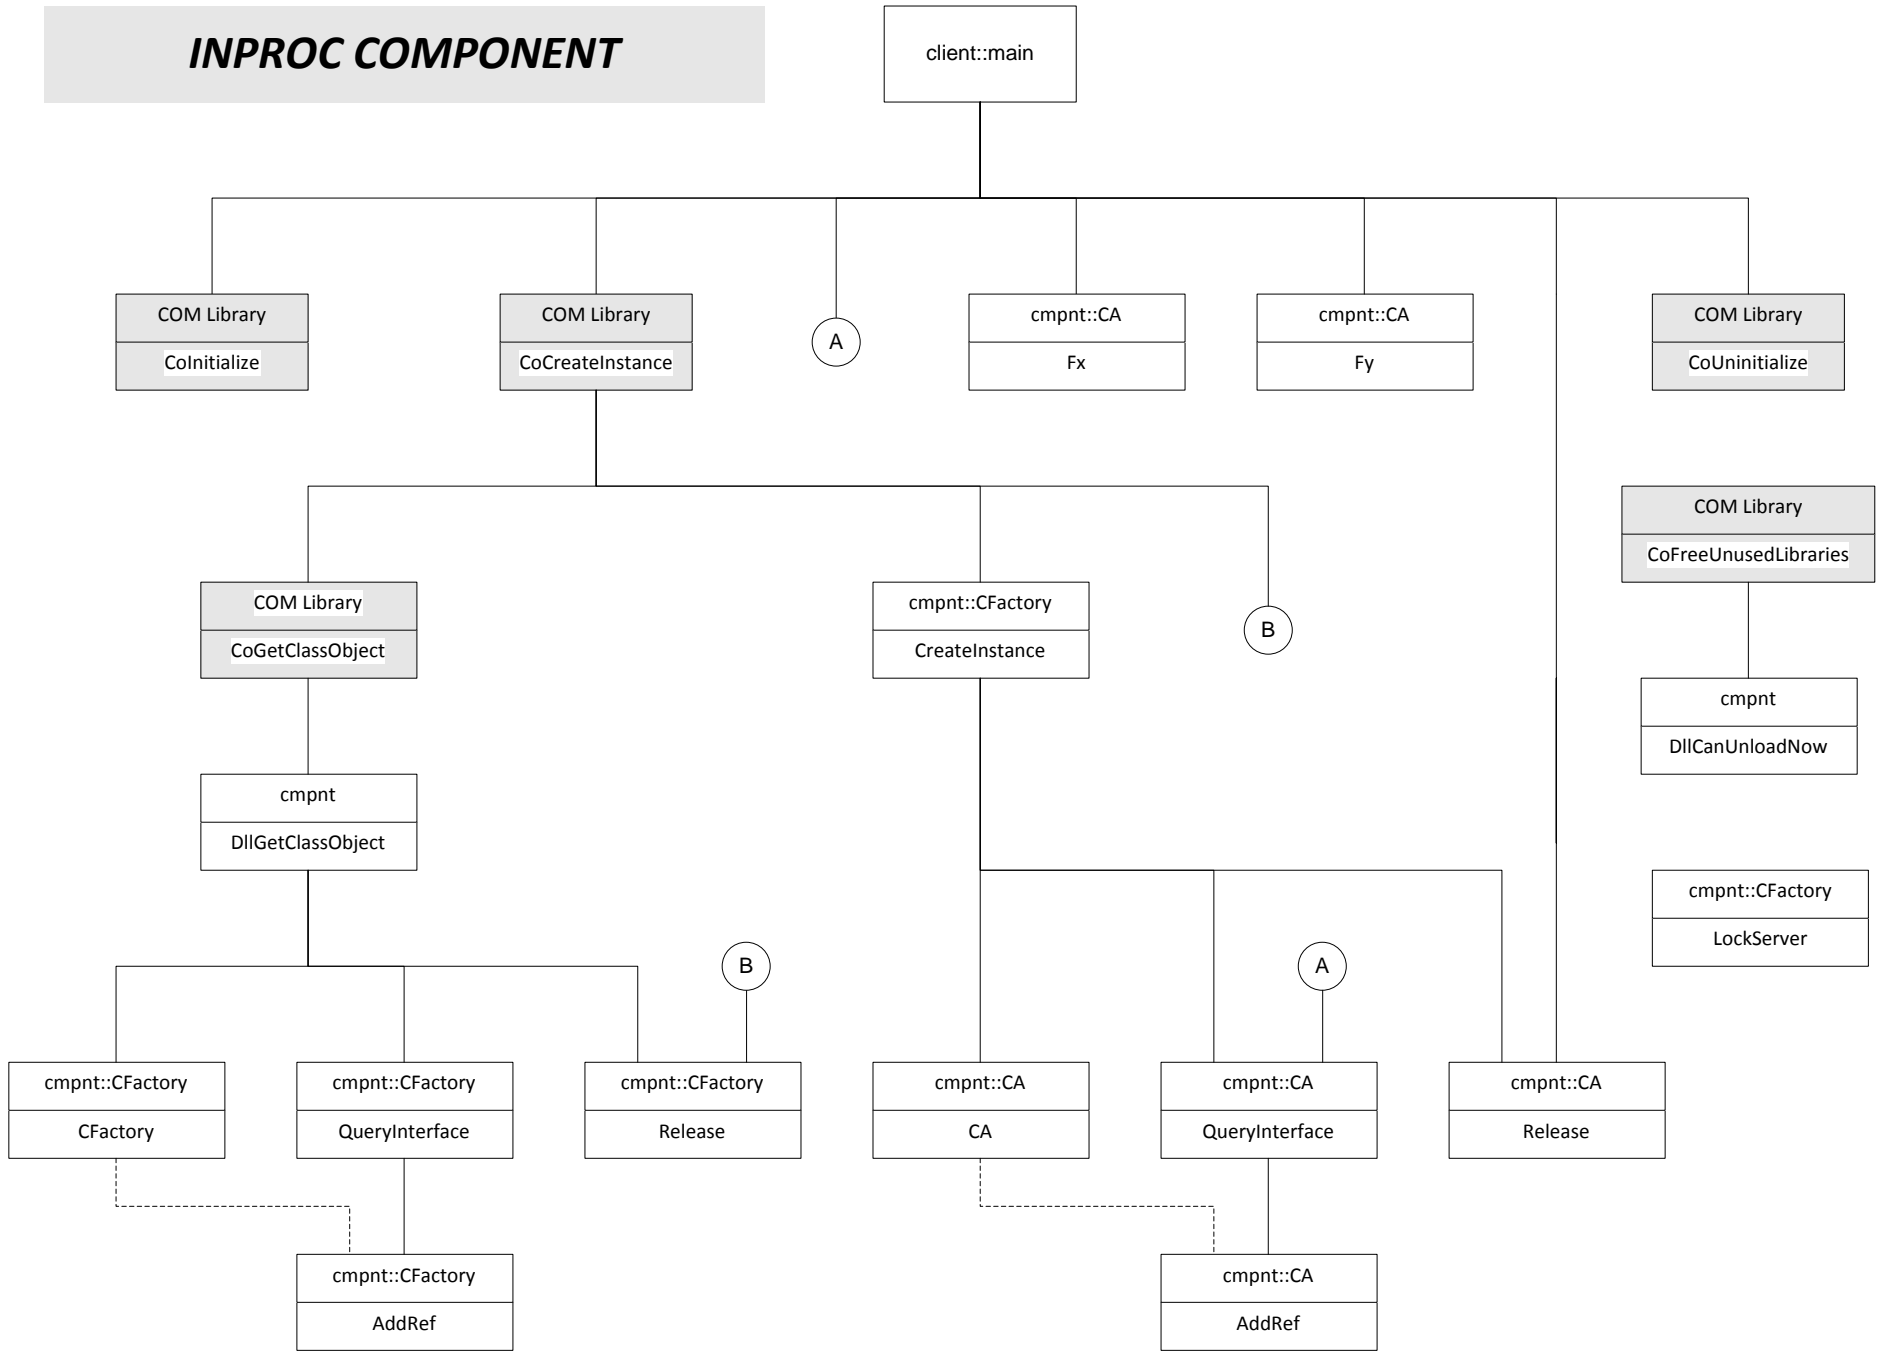 INPROC COMPONENT
client::main
COM Library
CoInitialize
COM Library
CoCreateInstance
A
cmpnt::CA
Fx
cmpnt::CA
Fy
COM Library
CoUninitialize
COM Library
CoFreeUnusedLibraries
COM Library
CoGetClassObject
cmpnt::CFactory
CreateInstance
B
cmpnt
DllCanUnloadNow
cmpnt
DllGetClassObject
cmpnt::CFactory
LockServer
B
A
cmpnt::CFactory
CFactory
cmpnt::CFactory
QueryInterface
cmpnt::CFactory
Release
cmpnt::CA
CA
cmpnt::CA
QueryInterface
cmpnt::CA
Release
cmpnt::CFactory
AddRef
cmpnt::CA
AddRef